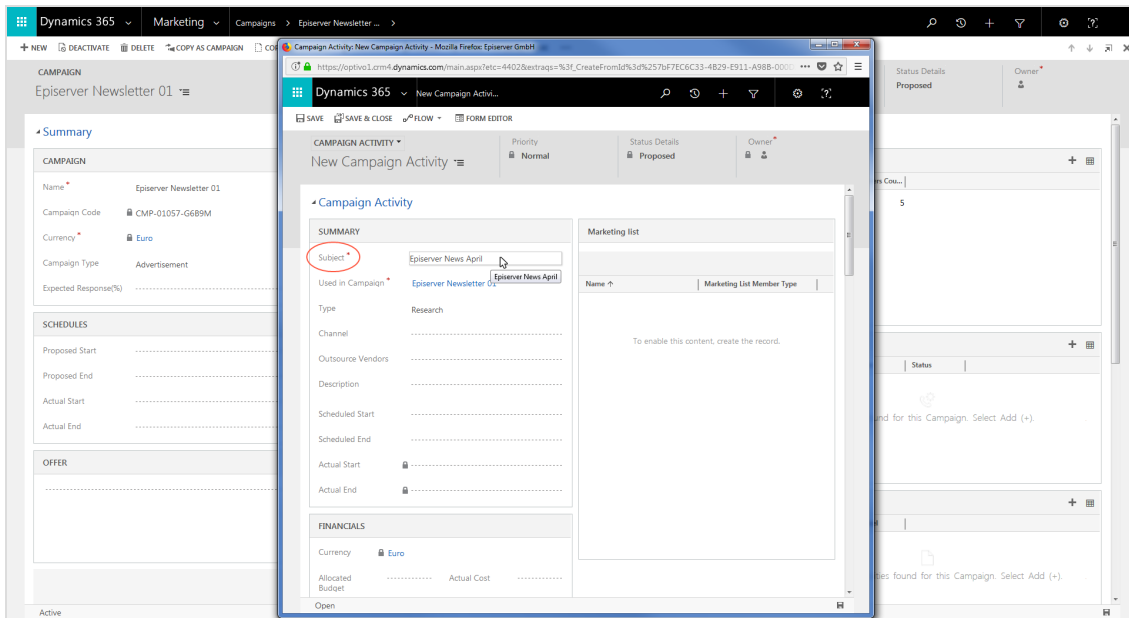 Dynamics 365 Marketing Campaigns > Episerver Newsletter ... >
+ NEW DEACTIVATE DELETE COPY AS CAMPAIGN
CAMPAIGN
Episerver Newsletter 01
Status Details
Proposed
Owner*
Summary
CAMPAIGN
Name* Episerver Newsletter 01
Campaign Code CMP-01057-G6B9M
Currency* Euro
Campaign Type Advertisement
Expected Response(%)
SCHEDULES
Proposed Start
Proposed End
Actual Start
Actual End
OFFER
Active
Campaign Activity: New Campaign Activity - Mozilla Firefox: Episerver GmbH
Dynamics 365 New Campaign Activi...
SAVE SAVE & CLOSE FLOW FORM EDITOR
CAMPAIGN ACTIVITY
New Campaign Activity
Priority
Normal
Status Details
Proposed
Owner*
Campaign Activity
SUMMARY
Subject* Episerver News April
Episerver News April
Used in Campaign* Episerver Newsletter 01
Type Research
Channel
Outsource Vendors
Description
Scheduled Start
Scheduled End
Actual Start
Actual End
FINANCIALS
Currency Euro
Allocated Budget Actual Cost
Open
Marketing list
Name ↑ Marketing List Member Type
To enable this content, create the record.
5
Status
for this Campaign. Select Add (+).
found for this Campaign. Select Add (+).